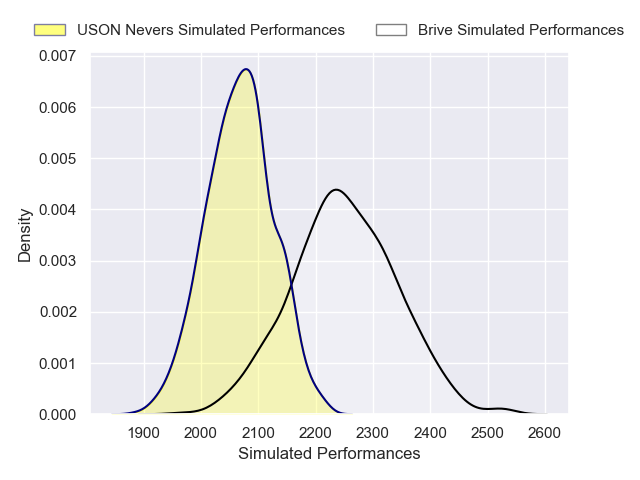 USON Nevers Simulated Performances
Brive Simulated Performances
0.007
0.006
0.005
0.004
0.003
0.002
0.001
0.000
Density
1900 2000 2100 2200 2300 2400 2500 2600
Simulated Performances